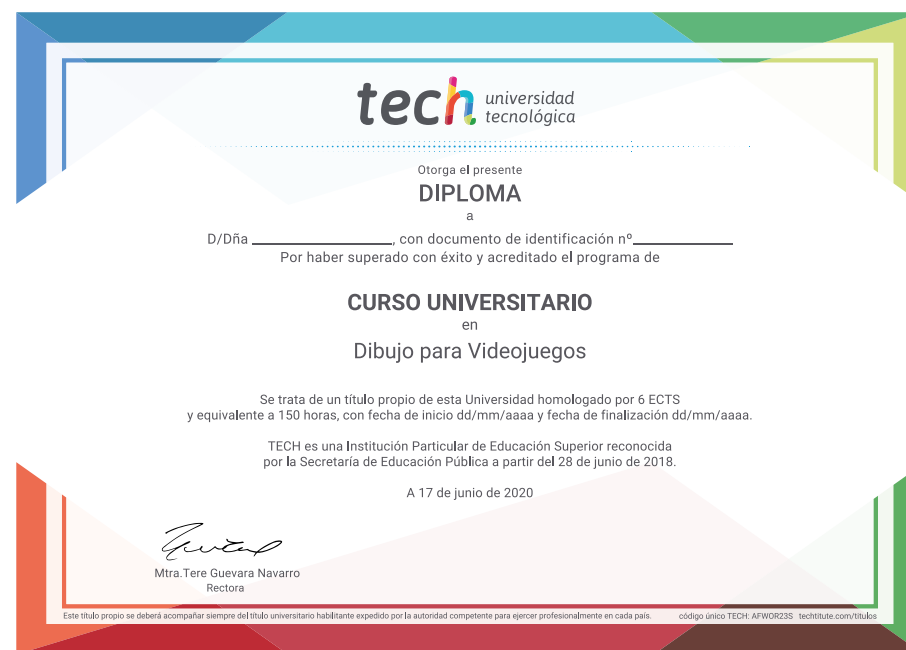 tech universidad
tecnológica
Otorga el presente
DIPLOMA
a
D/Dña ____________________, con documento de identificación nº______________
Por haber superado con éxito y acreditado el programa de
CURSO UNIVERSITARIO
en
Dibujo para Videojuegos
Se trata de un título propio de esta Universidad homologado por 6 ECTS
y equivalente a 150 horas, con fecha de inicio dd/mm/aaaa y fecha de finalización dd/mm/aaaa.
TECH es una Institución Particular de Educación Superior reconocida
por la Secretaría de Educación Pública a partir del 28 de junio de 2018.
A 17 de junio de 2020
Mtra.Tere Guevara Navarro
Rectora
Este título propio se deberá acompañar siempre del título universitario habilitante expedido por la autoridad competente para ejercer profesionalmente en cada país. código único TECH: AFWOR23S techtitute.com/títulos